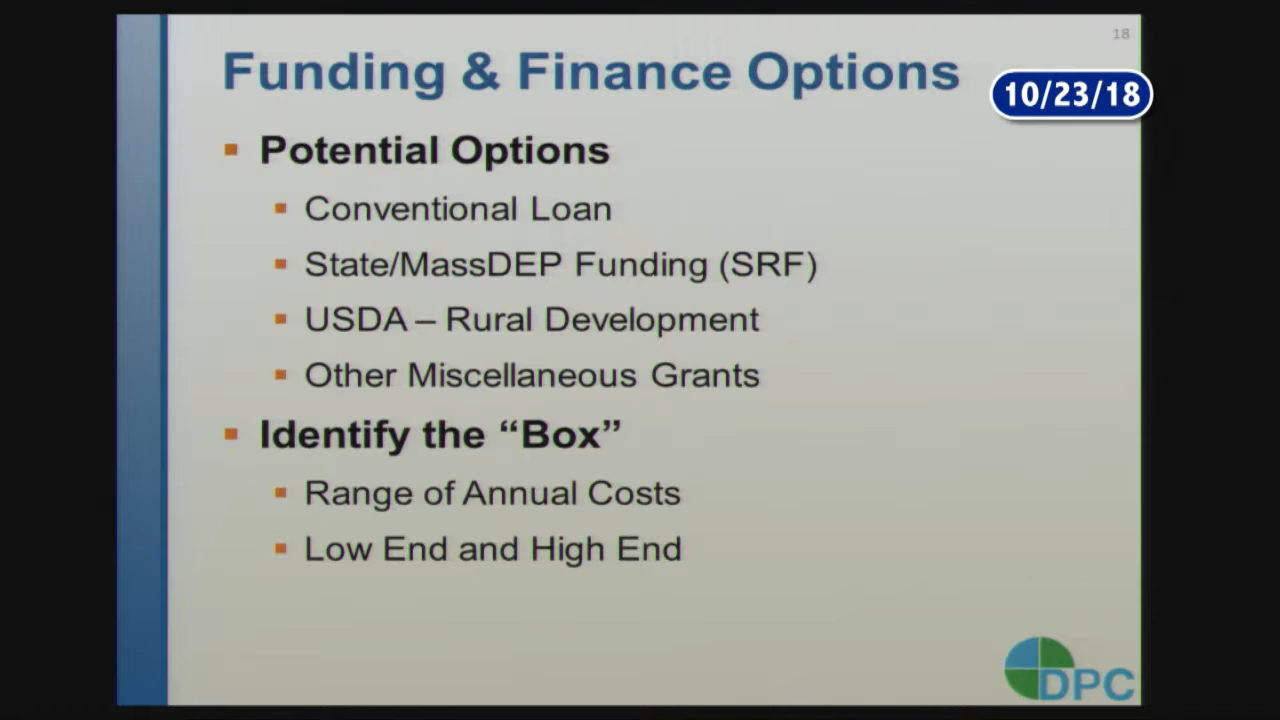 18
Funding & Finance Options
10/23/18
Potential Options
Conventional Loan
State/MassDEP Funding (SRF)
USDA – Rural Development
Other Miscellaneous Grants
Identify the “Box”
Range of Annual Costs
Low End and High End
DPC